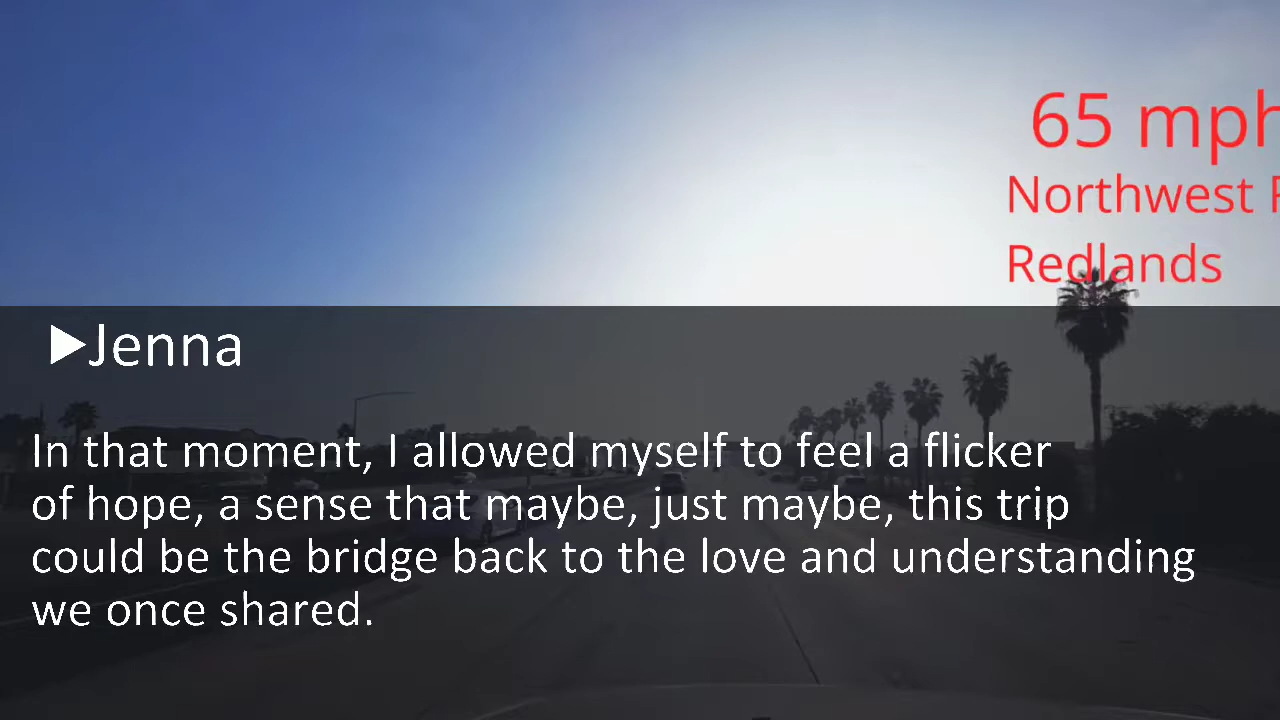 65 mph
Northwest
Redlands
▶Jenna
In that moment, I allowed myself to feel a flicker
of hope, a sense that maybe, just maybe, this trip
could be the bridge back to the love and understanding
we once shared.